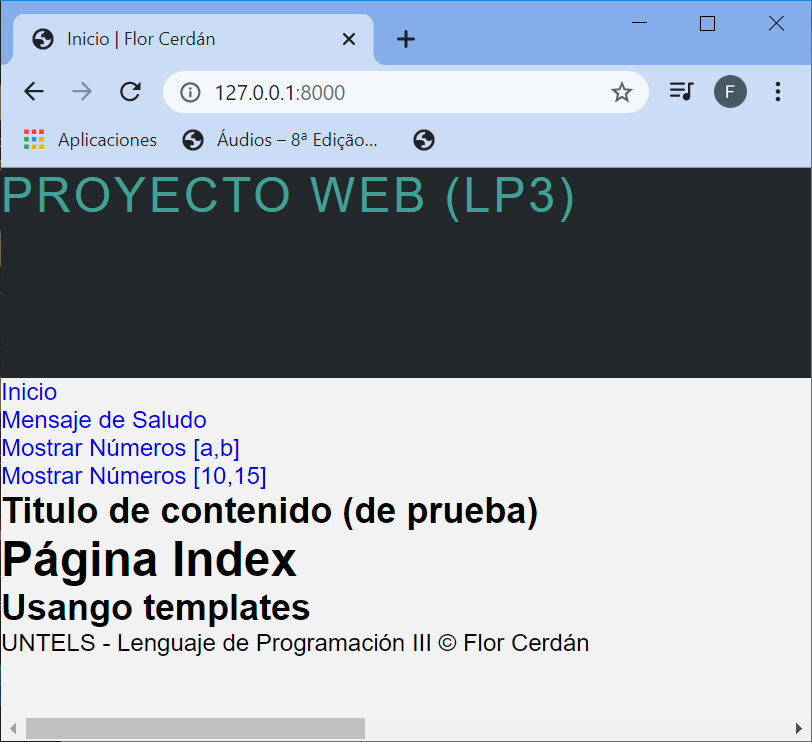 Inicio | Flor Cerdán
127.0.0.1:8000
F
Aplicaciones
Áudios – 8ª Edição...
PROYECTO WEB (LP3)
Inicio
Mensaje de Saludo
Mostrar Números [a,b]
Mostrar Números [10,15]
Titulo de contenido (de prueba)
Página Index
Usango templates
UNTELS - Lenguaje de Programación III © Flor Cerdán